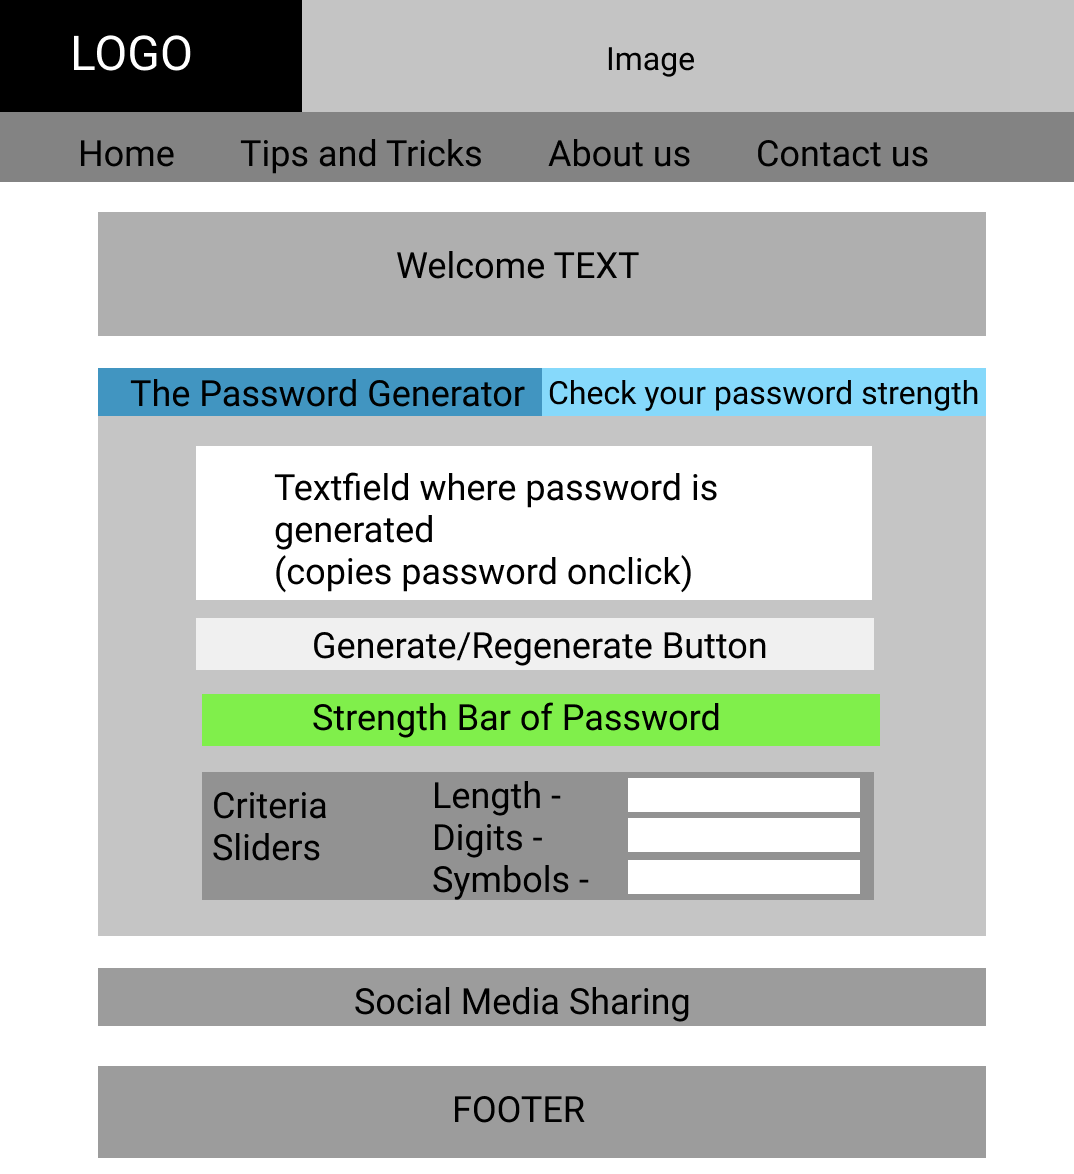 LOGO
Image
Home Tips and Tricks About us Contact us
Welcome TEXT
The Password Generator Check your password strength
Textfield where password is
generated
(copies password onclick)
Generate/Regenerate Button
Strength Bar of Password
Criteria
Sliders
Length -
Digits -
Symbols -
Social Media Sharing
FOOTER